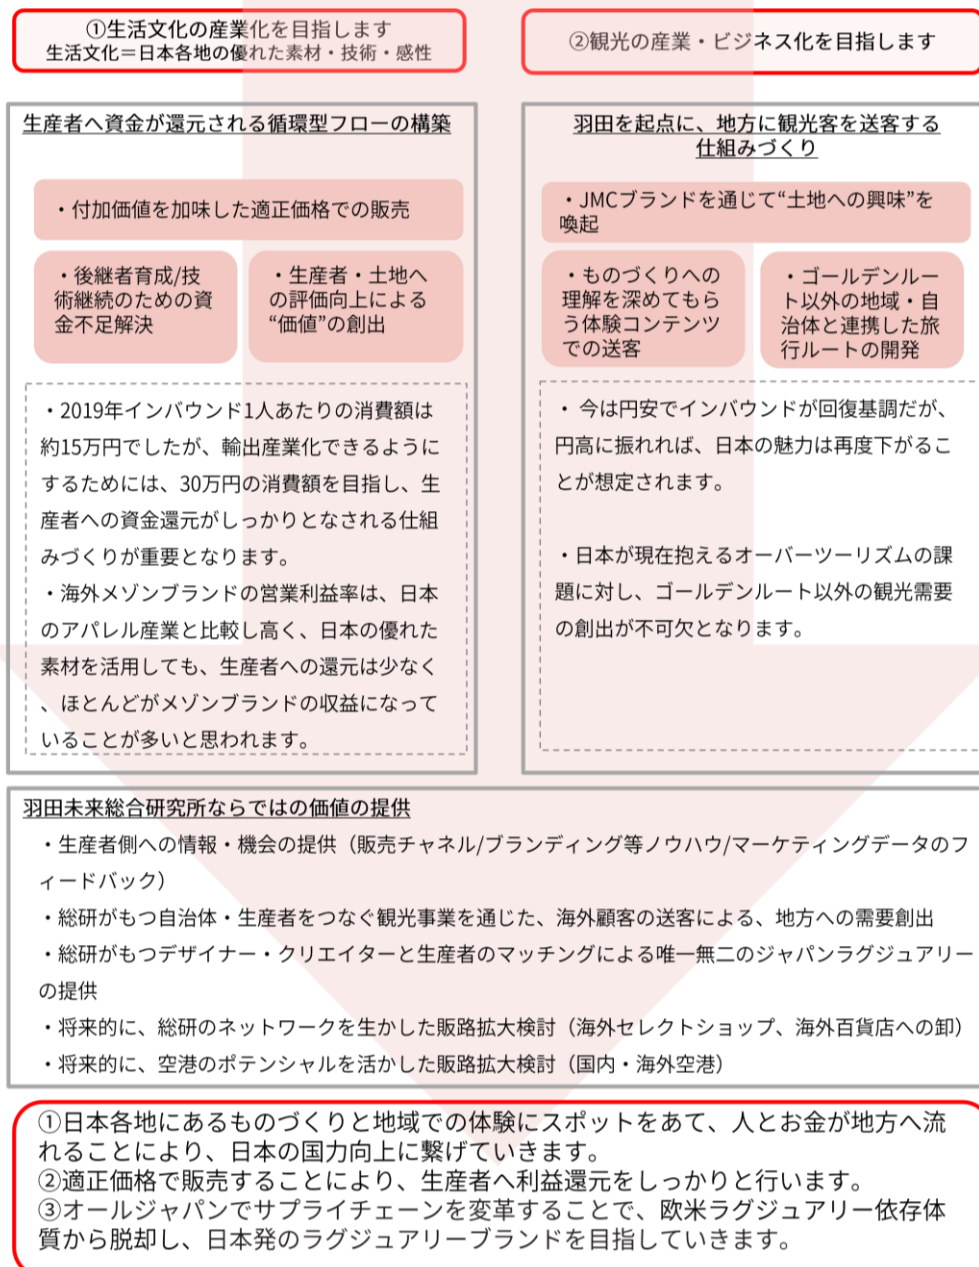 ①生活文化の産業化を目指します
生活文化＝日本各地の優れた素材・技術・感性
②観光の産業・ビジネス化を目指します
生産者へ資金が還元される循環型フローの構築
・付加価値を加味した適正価格での販売
・後継者育成/技
術継続のための資
金不足解決
・生産者・土地へ
の評価向上による
“価値”の創出
・2019年インバウンド1人あたりの消費額は
約15万円でしたが、輸出産業化できるように
するためには、30万円の消費額を目指し、生
産者への資金還元がしっかりとなされる仕組
みづくりが重要となります。
・海外メゾンブランドの営業利益率は、日本
のアパレル産業と比較し高く、日本の優れた
素材を活用しても、生産者への還元は少なく
、ほとんどがメゾンブランドの収益になって
いることが多いと思われます。
羽田を起点に、地方に観光客を送客する
仕組みづくり
・JMCブランドを通じて“土地への興味”を
喚起
・ものづくりへの
理解を深めてもら
う体験コンテンツ
での送客
・ゴールデンルー
ト以外の地域・自
治体と連携した旅
行ルートの開発
・ 今は円安でインバウンドが回復基調だが、
円高に振れれば、日本の魅力は再度下がるこ
とが想定されます。
・日本が現在抱えるオーバーツーリズムの課
題に対し、ゴールデンルート以外の観光需要
の創出が不可欠となります。
羽田未来総合研究所ならではの価値の提供
・生産者側への情報・機会の提供（販売チャネル/ブランディング等ノウハウ/マーケティングデータのフ
ィードバック）
・総研がもつ自治体・生産者をつなぐ観光事業を通じた、海外顧客の送客による、地方への需要創出
・総研がもつデザイナー・クリエイターと生産者のマッチングによる唯一無二のジャパンラグジュアリー
の提供
・将来的に、総研のネットワークを生かした販路拡大検討（海外セレクトショップ、海外百貨店への卸）
・将来的に、空港のポテンシャルを活かした販路拡大検討（国内・海外空港）
①日本各地にあるものづくりと地域での体験にスポットをあて、人とお金が地方へ流
れることにより、日本の国力向上に繋げていきます。
②適正価格で販売することにより、生産者へ利益還元をしっかりと行います。
③オールジャパンでサプライチェーンを変革することで、欧米ラグジュアリー依存体
質から脱却し、日本発のラグジュアリーブランドを目指していきます。